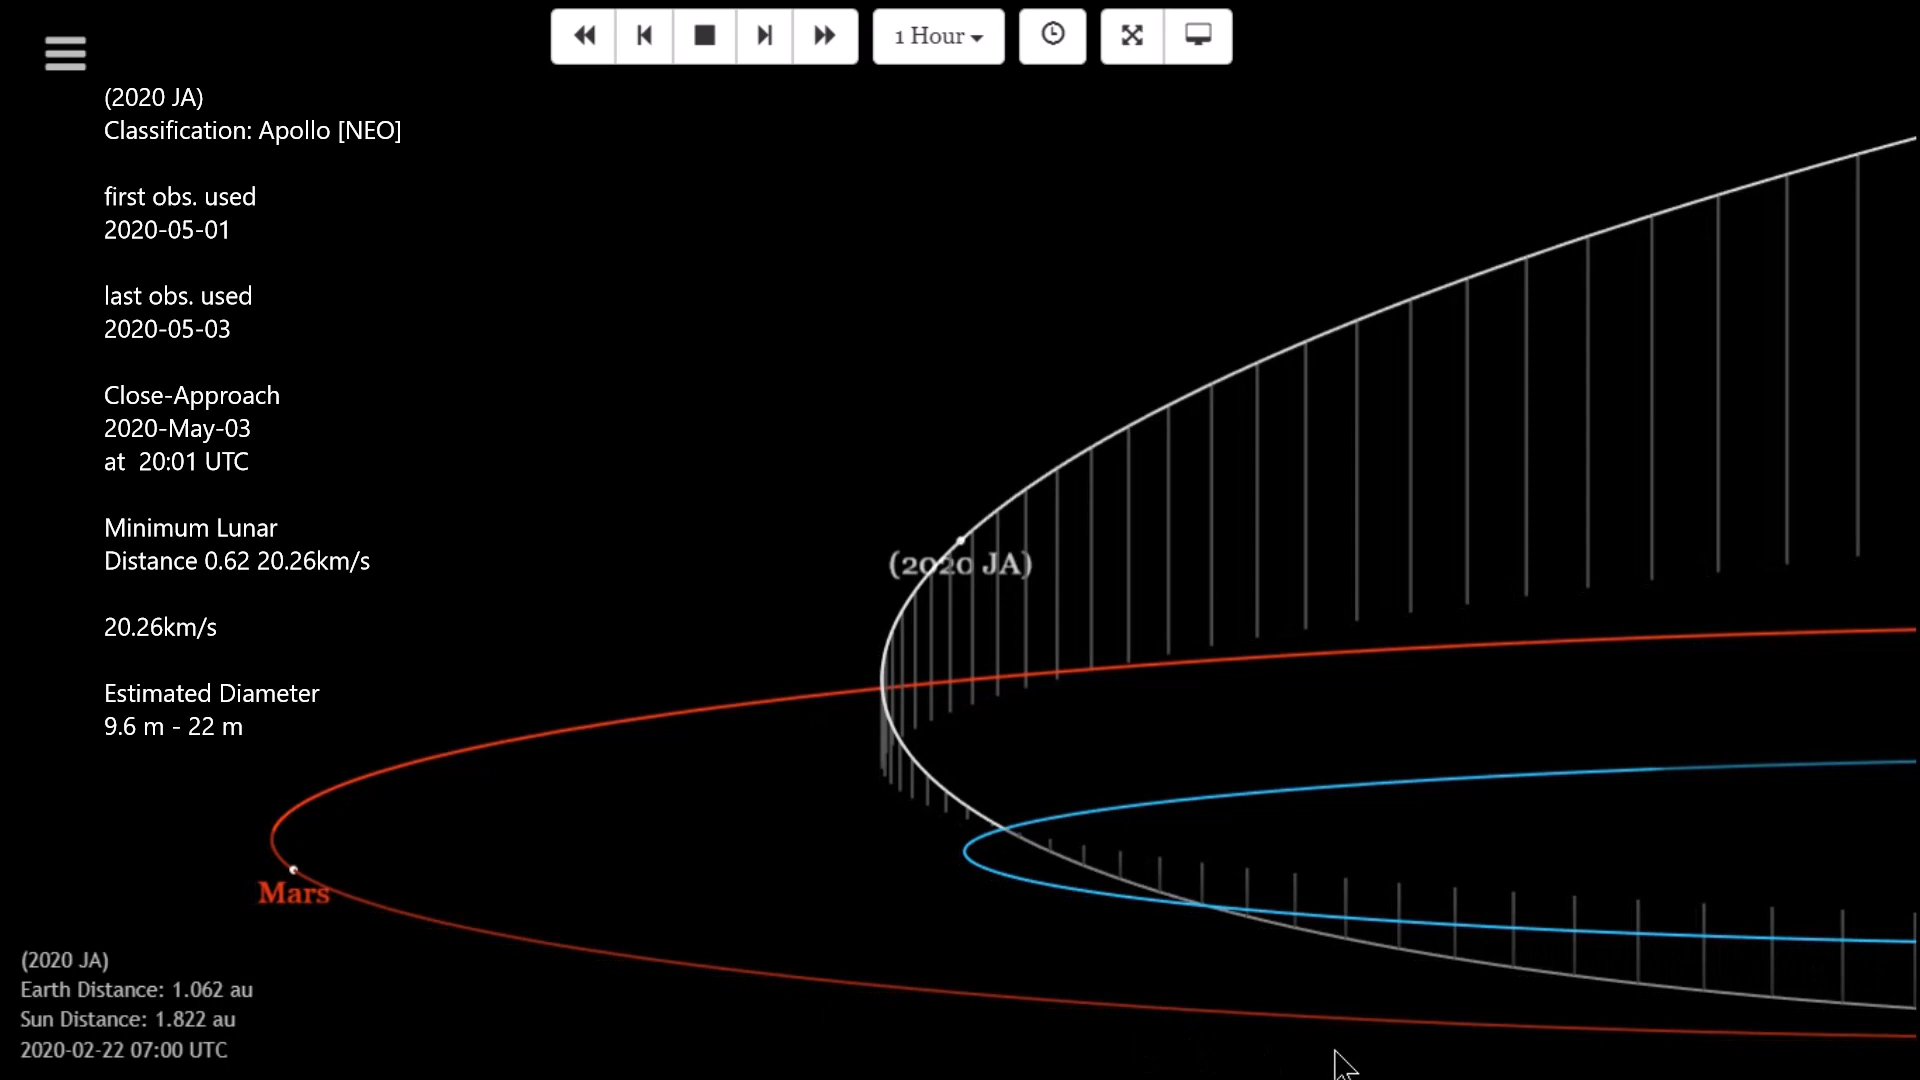 1 Hour
(2020 JA)
Classification: Apollo [NEO]
first obs. used
2020-05-01
last obs. used
2020-05-03
Close-Approach
2020-May-03
at 20:01 UTC
Minimum Lunar
Distance 0.62 20.26km/s
20.26km/s
Estimated Diameter
9.6 m - 22 m
(2020 JA)
Mars
(2020 JA)
Earth Distance: 1.062 au
Sun Distance: 1.822 au
2020-02-22 07:00 UTC